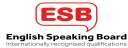 ESB
English Speaking Board
Internationally recognised qualifications